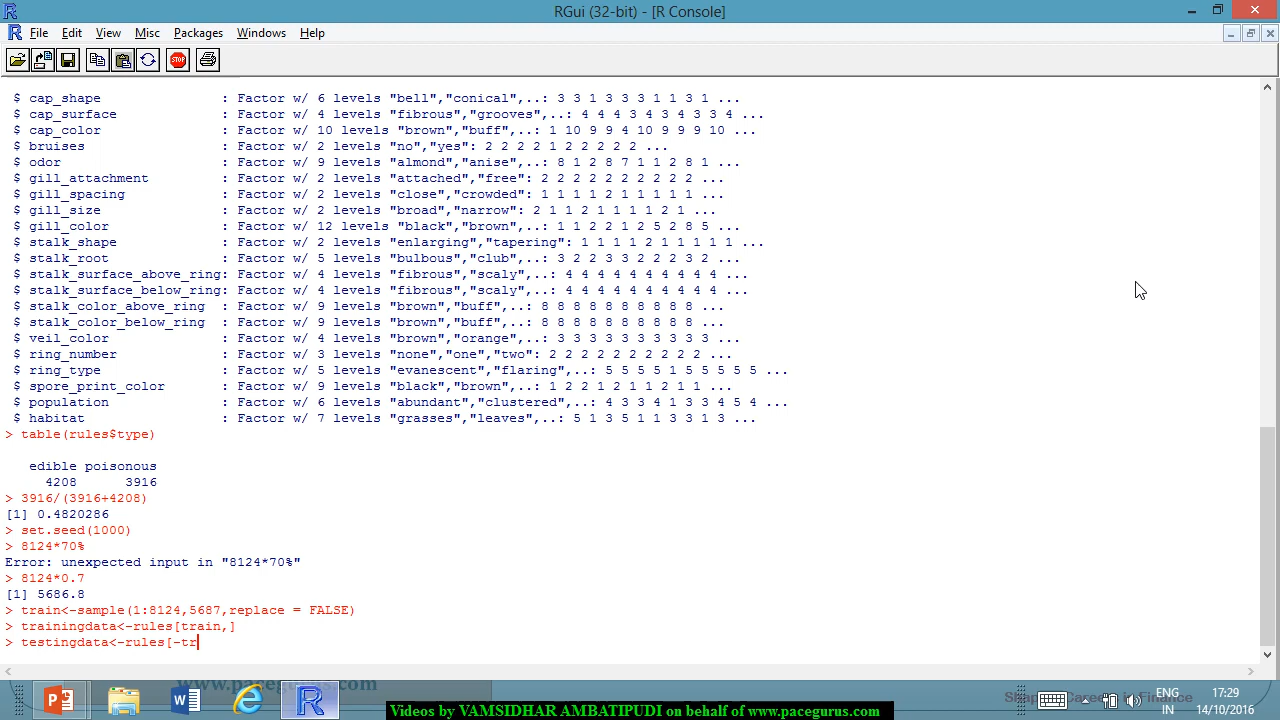 RGui (32-bit) - [R Console]
File Edit View Misc Packages Windows Help
STOP
$ cap_shape : Factor w/ 6 levels "bell","conical",..: 3 3 1 3 3 3 1 1 3 1 ...
$ cap_surface : Factor w/ 4 levels "fibrous","grooves",..: 4 4 4 3 4 3 4 3 3 4 ...
$ cap_color : Factor w/ 10 levels "brown","buff",..: 1 10 9 9 4 10 9 9 9 10 ...
$ bruises : Factor w/ 2 levels "no","yes": 2 2 2 2 1 2 2 2 2 2 ...
$ odor : Factor w/ 9 levels "almond","anise",..: 8 1 2 8 7 1 1 2 8 1 ...
$ gill_attachment : Factor w/ 2 levels "attached","free": 2 2 2 2 2 2 2 2 2 2 ...
$ gill_spacing : Factor w/ 2 levels "close","crowded": 1 1 1 1 2 1 1 1 1 1 ...
$ gill_size : Factor w/ 2 levels "broad","narrow": 2 1 1 2 1 1 1 1 2 1 ...
$ gill_color : Factor w/ 12 levels "black","brown",..: 1 1 2 2 1 2 5 2 8 5 ...
$ stalk_shape : Factor w/ 2 levels "enlarging","tapering": 1 1 1 1 2 1 1 1 1 1 ...
$ stalk_root : Factor w/ 5 levels "bulbous","club",..: 3 2 2 3 3 2 2 2 3 2 ...
$ stalk_surface_above_ring: Factor w/ 4 levels "fibrous","scaly",..: 4 4 4 4 4 4 4 4 4 4 ...
$ stalk_surface_below_ring: Factor w/ 4 levels "fibrous","scaly",..: 4 4 4 4 4 4 4 4 4 4 ...
$ stalk_color_above_ring : Factor w/ 9 levels "brown","buff",..: 8 8 8 8 8 8 8 8 8 8 ...
$ stalk_color_below_ring : Factor w/ 9 levels "brown","buff",..: 8 8 8 8 8 8 8 8 8 8 ...
$ veil_color : Factor w/ 4 levels "brown","orange",..: 3 3 3 3 3 3 3 3 3 3 ...
$ ring_number : Factor w/ 3 levels "none","one","two": 2 2 2 2 2 2 2 2 2 2 ...
$ ring_type : Factor w/ 5 levels "evanescent","flaring",..: 5 5 5 5 1 5 5 5 5 5 ...
$ spore_print_color : Factor w/ 9 levels "black","brown",..: 1 2 2 1 2 1 1 2 1 1 ...
$ population : Factor w/ 6 levels "abundant","clustered",..: 4 3 3 4 1 3 3 4 5 4 ...
$ habitat : Factor w/ 7 levels "grasses","leaves",..: 5 1 3 5 1 1 3 3 1 3 ...
> table(rules$type)
edible poisonous
4208 3916
> 3916/(3916+4208)
[1] 0.4820286
> set.seed(1000)
> 8124*70%
Error: unexpected input in "8124*70%"
> 8124*0.7
[1] 5686.8
> train<-sample(1:8124,5687,replace = FALSE)
> trainingdata<-rules[train,]
> testingdata<-rules[-tr
www.pacegurus.com
ENG 17:29
IN 14/10/2016
Videos by VAMSIDHAR AMBATIPUDI on behalf of www.pacegurus.com